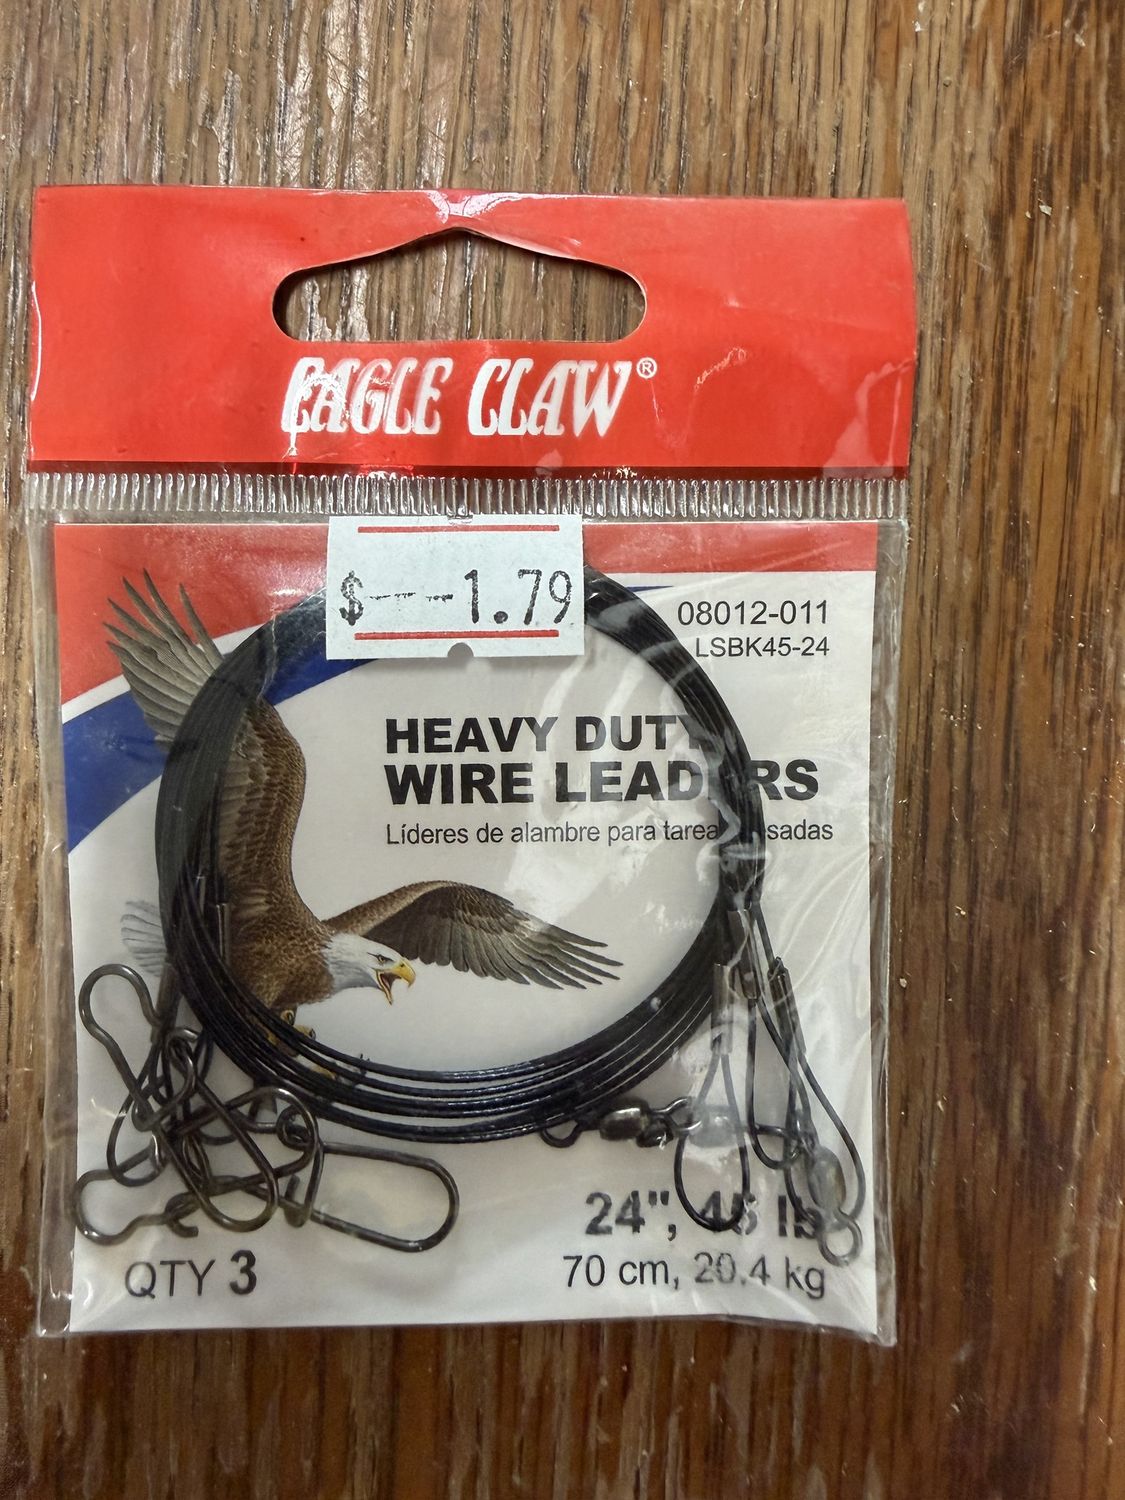 EAGLE CLAW®
$---1.79
08012-011
LSBK45-24
HEAVY DUTY
WIRE LEADERS
Líderes de alambre para tareas pesadas
24", 45 lb
70 cm, 20.4 kg
QTY 3